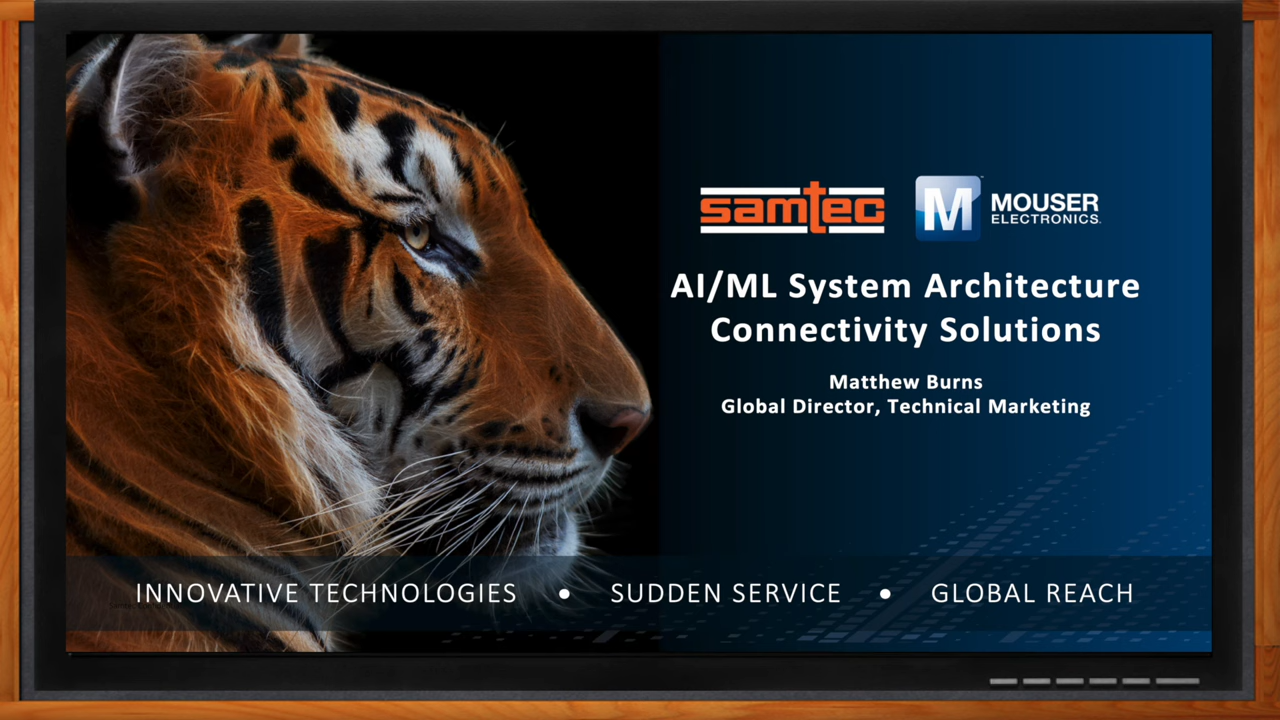 samtec
M MOUSER
ELECTRONICS
AI/ML System Architecture
Connectivity Solutions
Matthew Burns
Global Director, Technical Marketing
INNOVATIVE TECHNOLOGIES • SUDDEN SERVICE • GLOBAL REACH